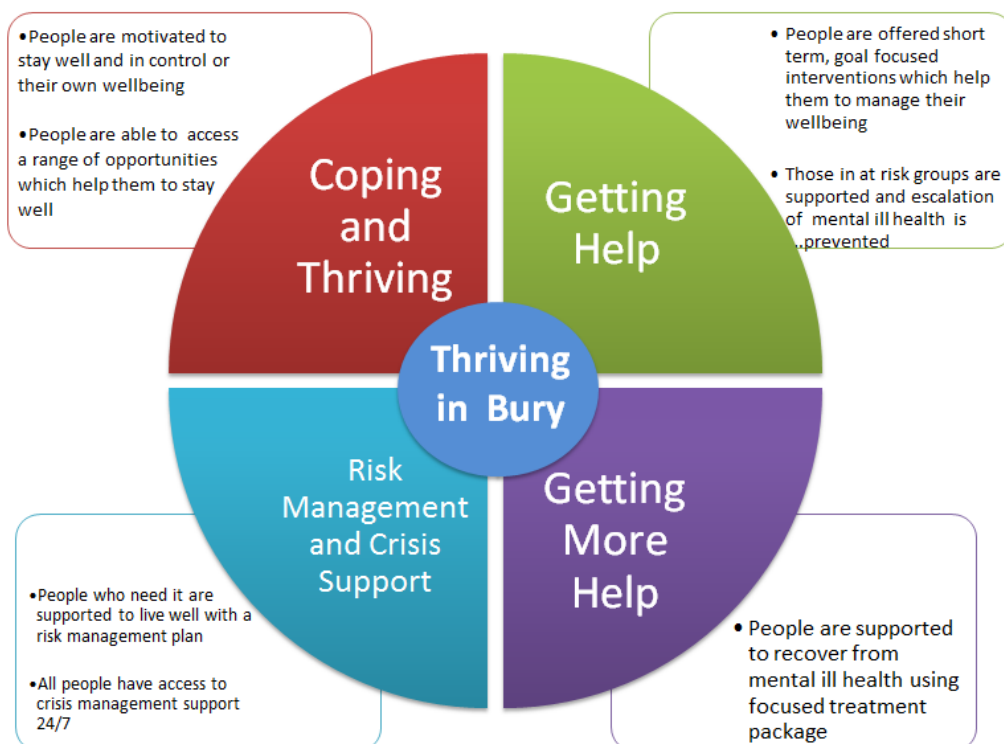 •People are motivated to
stay well and in control or
their own wellbeing
•People are able to access
a range of opportunities
which help them to stay
well
• People are offered short
term, goal focused
interventions which help
them to manage their
wellbeing
• Those in at risk groups are
supported and escalation
of mental ill health is
..prevented
Coping
and
Thriving
Getting
Help
Thriving
in Bury
Risk
Management
and Crisis
Support
Getting
More
Help
•People who need it are
supported to live well with a
risk management plan
•All people have access to
crisis management support
24/7
• People are supported
to recover from
mental ill health using
focused treatment
package